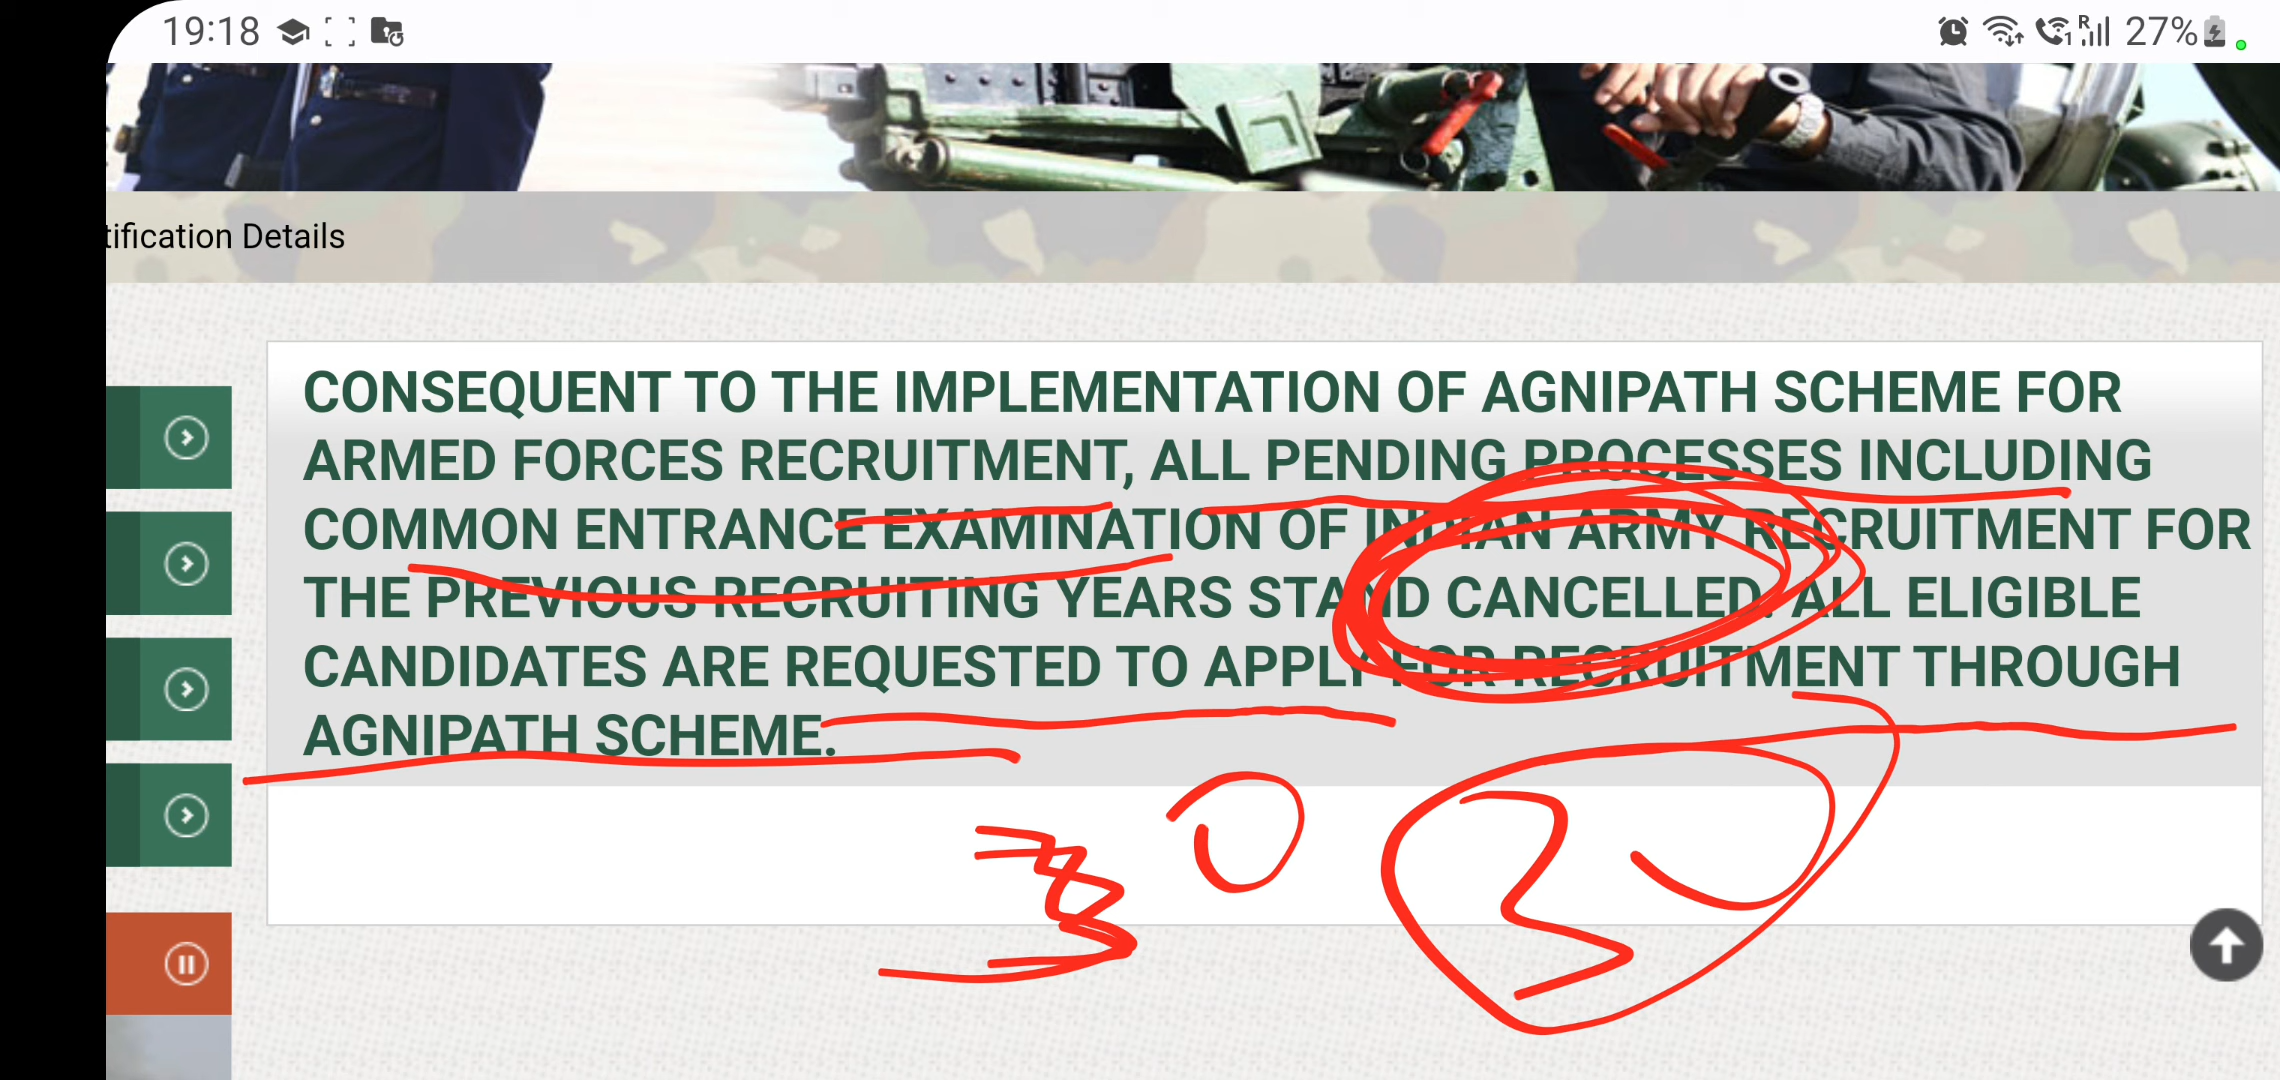 19:18
R
1
27%
tification Details
CONSEQUENT TO THE IMPLEMENTATION OF AGNIPATH SCHEME FOR
ARMED FORCES RECRUITMENT, ALL PENDING PROCESSES INCLUDING
COMMON ENTRANCE EXAMINATION OF INDIAN ARMY RECRUITMENT FOR
THE PREVIOUS RECRUITING YEARS STAND CANCELLED. ALL ELIGIBLE
CANDIDATES ARE REQUESTED TO APPLY FOR RECRUITMENT THROUGH
AGNIPATH SCHEME.